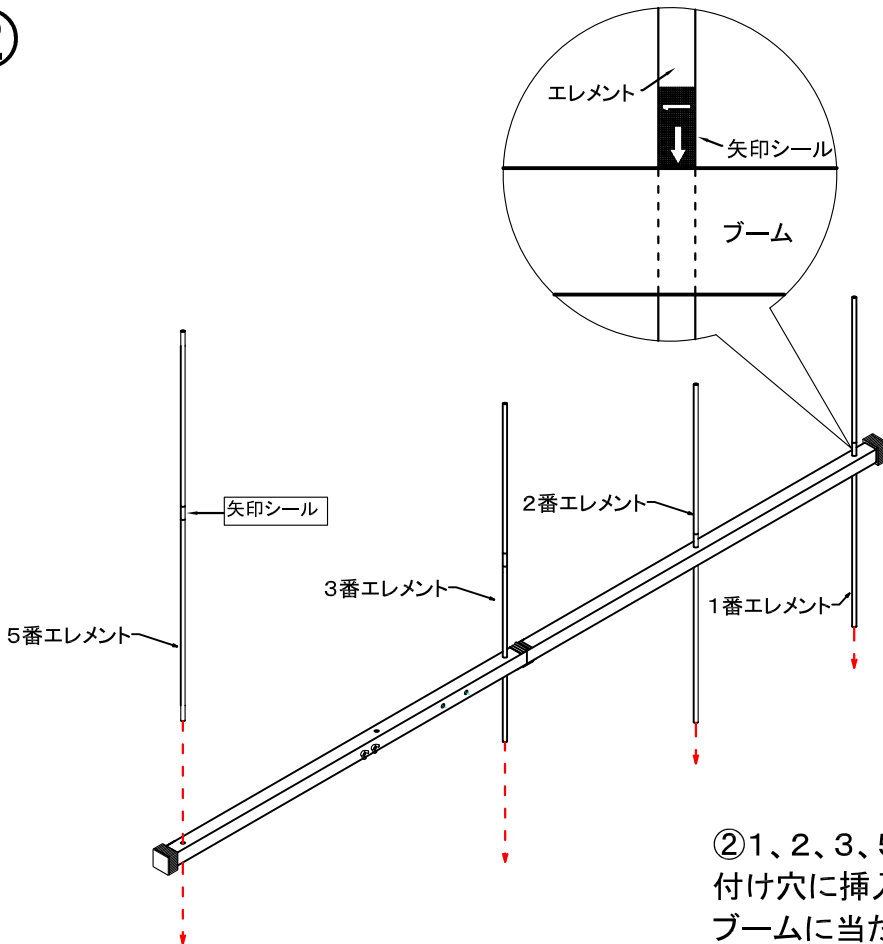 エレメント
矢印シール
ブーム
矢印シール
2番エレメント
3番エレメント
1番エレメント
5番エレメント
②1、2、3、5
付け穴に挿入
ブームに当た